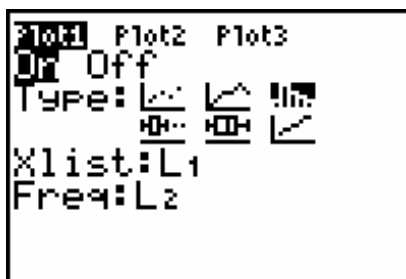 Plot1 Plot2 Plot3
On Off
Type:
Xlist:L₁
Freq:L₂